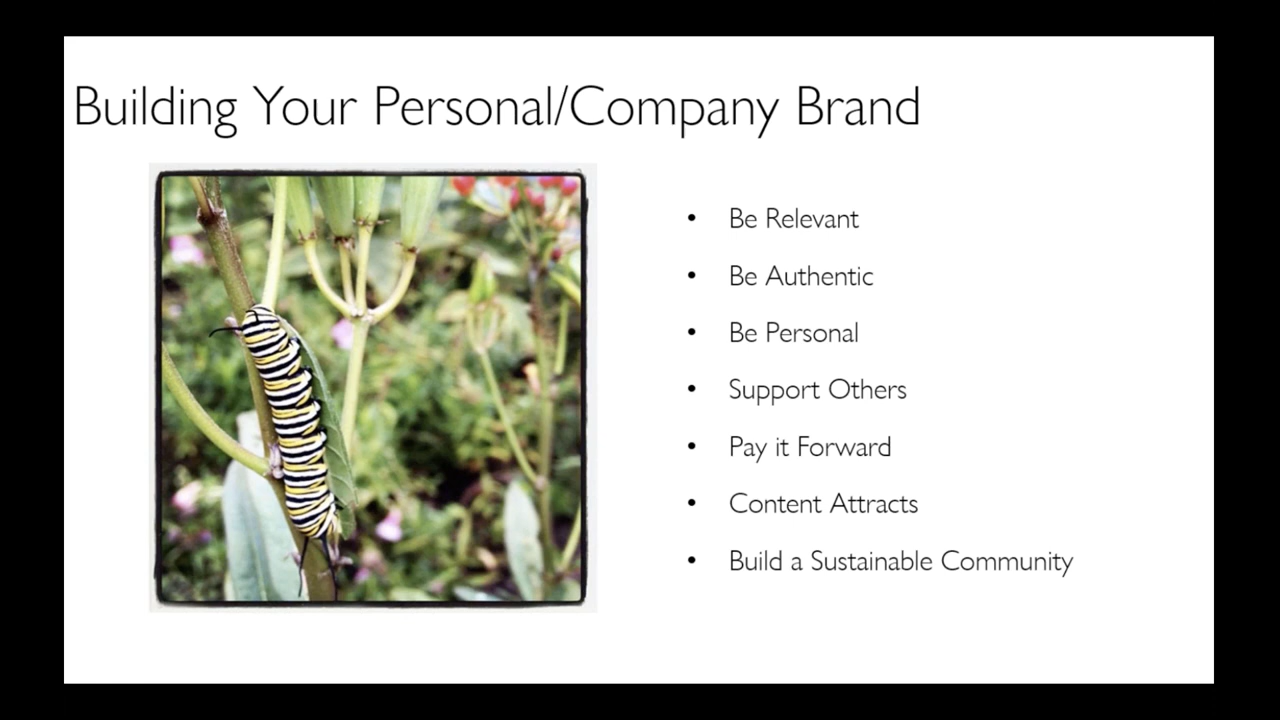 Building Your Personal/Company Brand
• Be Relevant
• Be Authentic
• Be Personal
• Support Others
• Pay it Forward
• Content Attracts
• Build a Sustainable Community